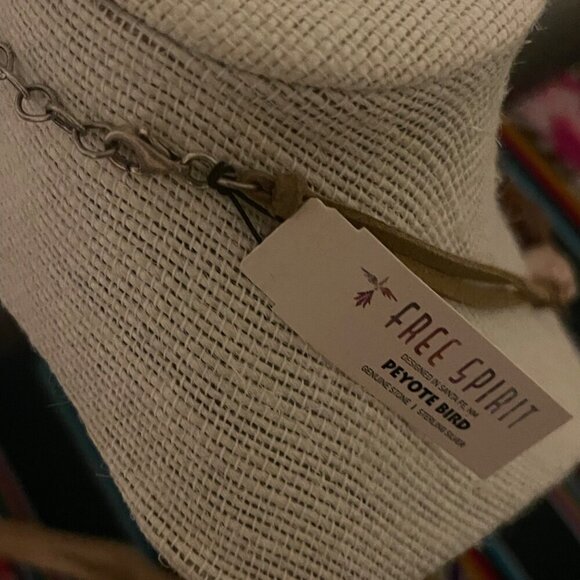 FREE SPIRIT
DESIGNED IN SANTA FE, NM
PEYOTE BIRD
GENUINE STONE | STERLING SILVER